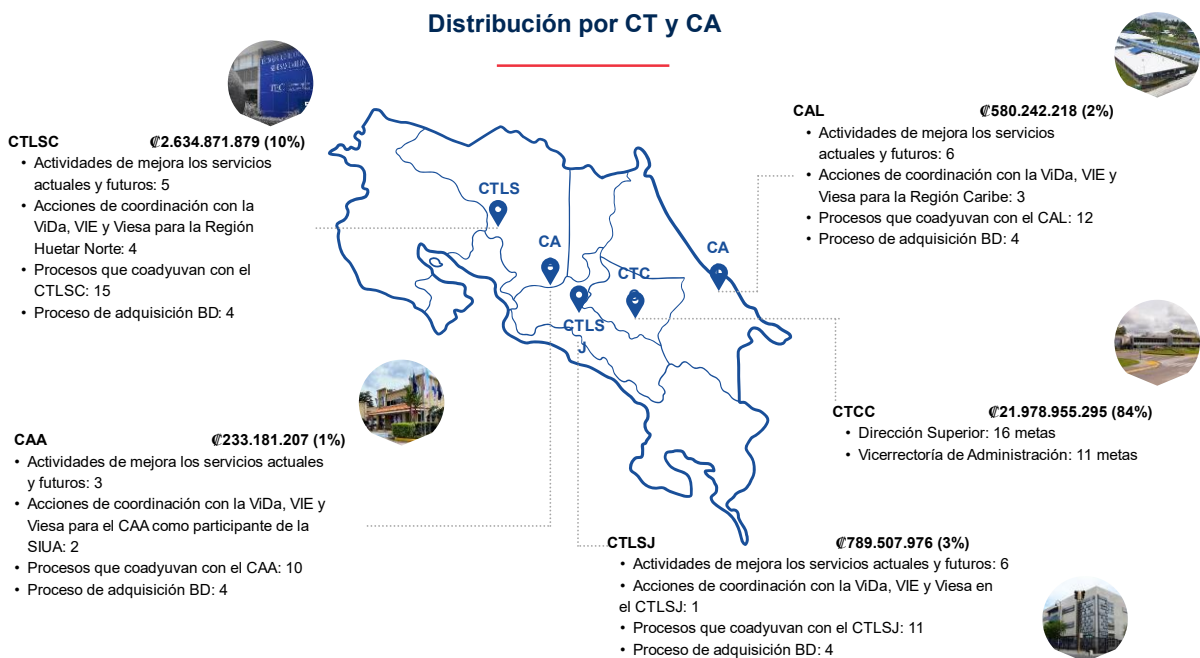 Distribución por CT y CA
CTLSC ₡2.634.871.879 (10%)
• Actividades de mejora los servicios
actuales y futuros: 5
• Acciones de coordinación con la
ViDa, VIE y Viesa para la Región
Huetar Norte: 4
• Procesos que coadyuvan con el
CTLSC: 15
• Proceso de adquisición BD: 4
CAL ₡580.242.218 (2%)
• Actividades de mejora los servicios
actuales y futuros: 6
• Acciones de coordinación con la ViDa, VIE y
Viesa para la Región Caribe: 3
• Procesos que coadyuvan con el CAL: 12
• Proceso de adquisición BD: 4
CTLS
CA
CTC
CA
CTLS
J
CAA ₡233.181.207 (1%)
• Actividades de mejora los servicios actuales
y futuros: 3
• Acciones de coordinación con la ViDa, VIE y
Viesa para el CAA como participante de la
SIUA: 2
• Procesos que coadyuvan con el CAA: 10
• Proceso de adquisición BD: 4
CTCC ₡21.978.955.295 (84%)
• Dirección Superior: 16 metas
• Vicerrectoría de Administración: 11 metas
CTLSJ ₡789.507.976 (3%)
• Actividades de mejora los servicios actuales y futuros: 6
• Acciones de coordinación con la ViDa, VIE y Viesa en
el CTLSJ: 1
• Procesos que coadyuvan con el CTLSJ: 11
• Proceso de adquisición BD: 4